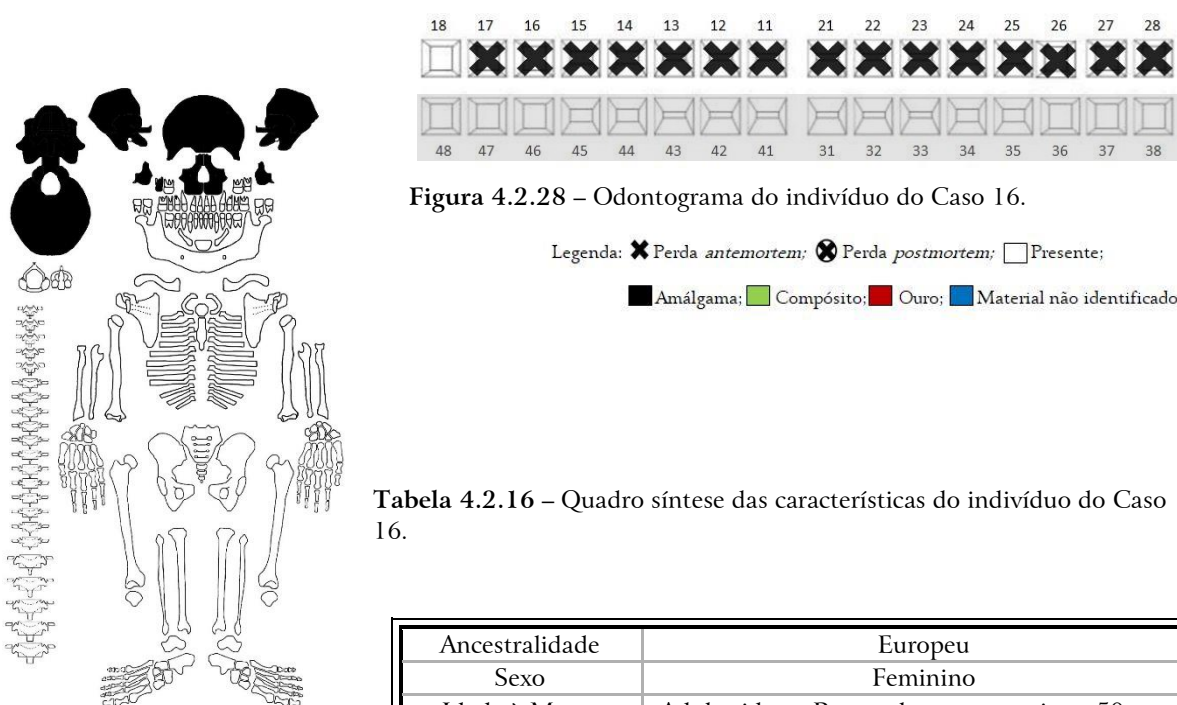 18 17 16 15 14 13 12 11 21 22 23 24 25 26 27 28
48 47 46 45 44 43 42 41 31 32 33 34 35 36 37 38
Figura 4.2.28 – Odontograma do indivíduo do Caso 16.
Legenda: Perda antemortem; Perda postmortem; Presente;
Amálgama; Compósito; Ouro; Material não identificado
Tabela 4.2.16 – Quadro síntese das características do indivíduo do Caso
16.
Ancestralidade Europeu
Sexo Feminino